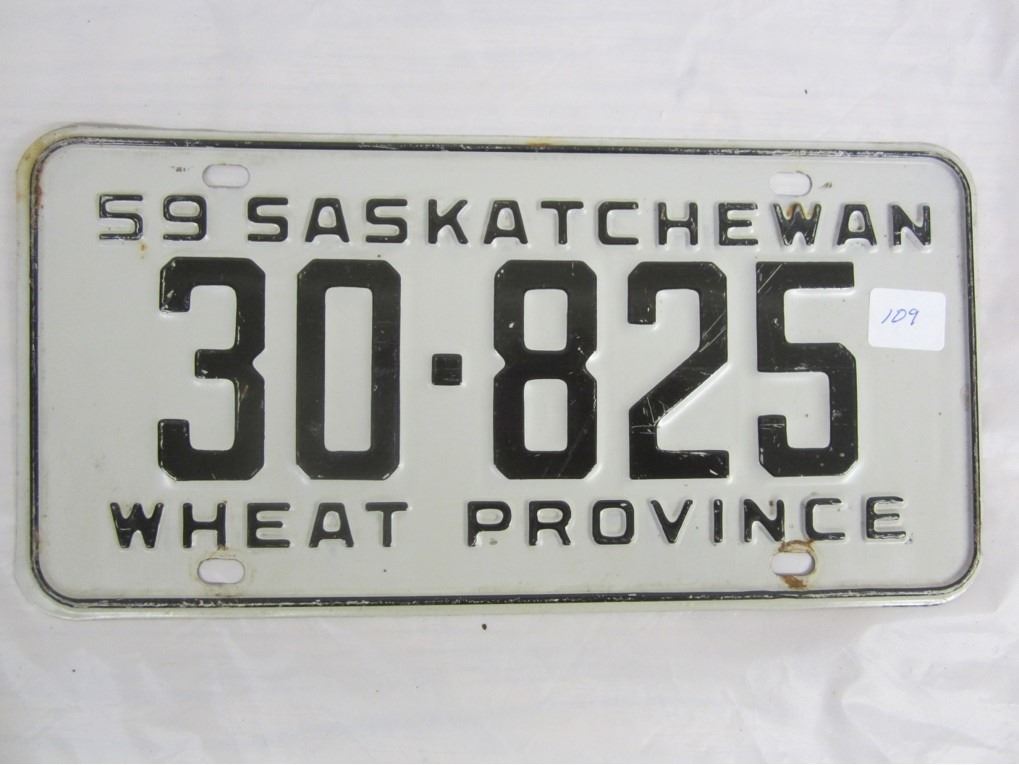 59 SASKATCHEWAN
30-825
109
WHEAT PROVINCE